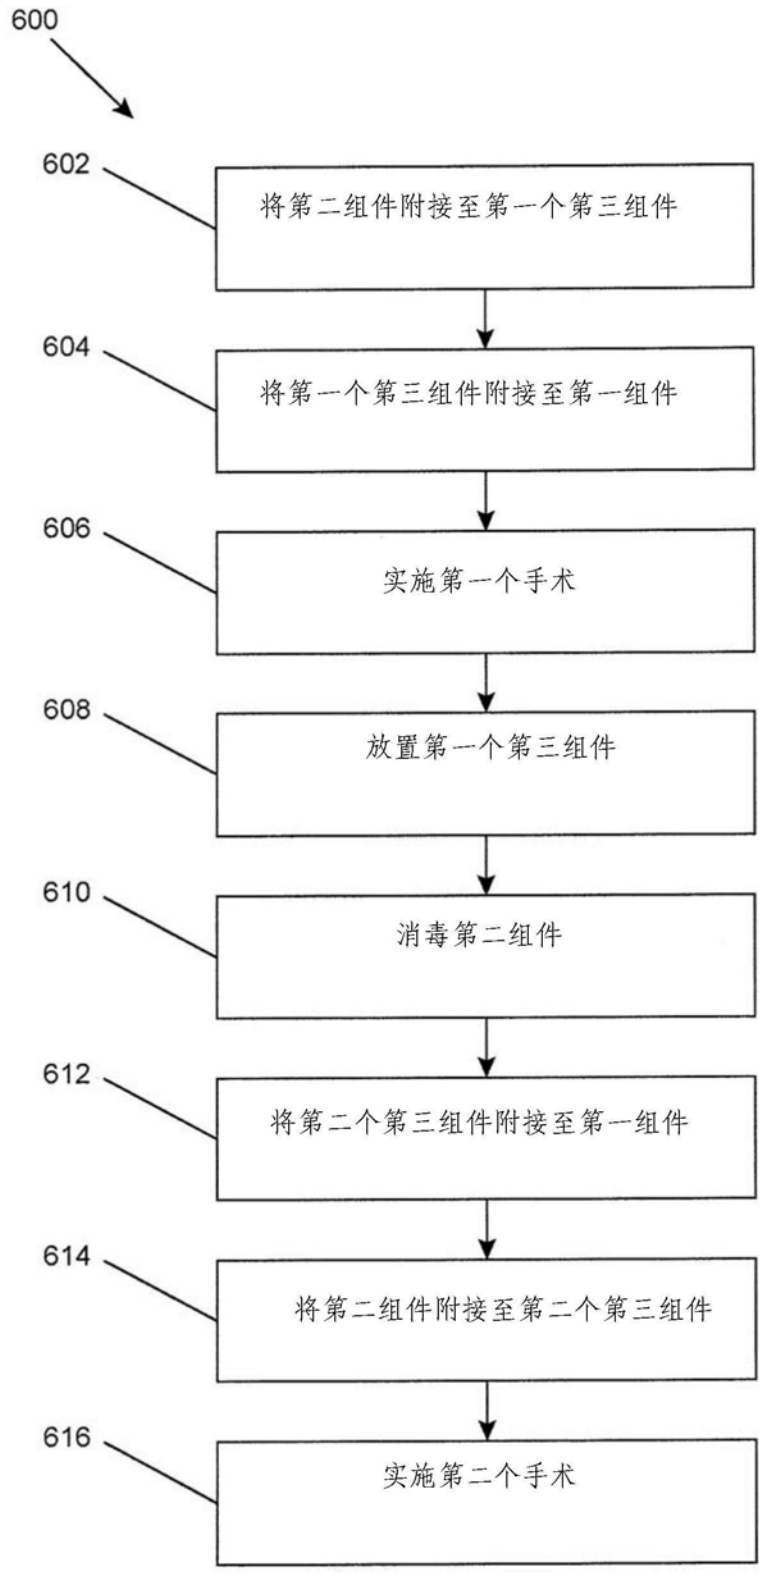 600
602
将第二组件附接至第一个第三组件
604
将第一个第三组件附接至第一组件
606
实施第一个手术
608
放置第一个第三组件
610
消毒第二组件
612
将第二个第三组件附接至第一组件
614
将第二组件附接至第二个第三组件
616
实施第二个手术